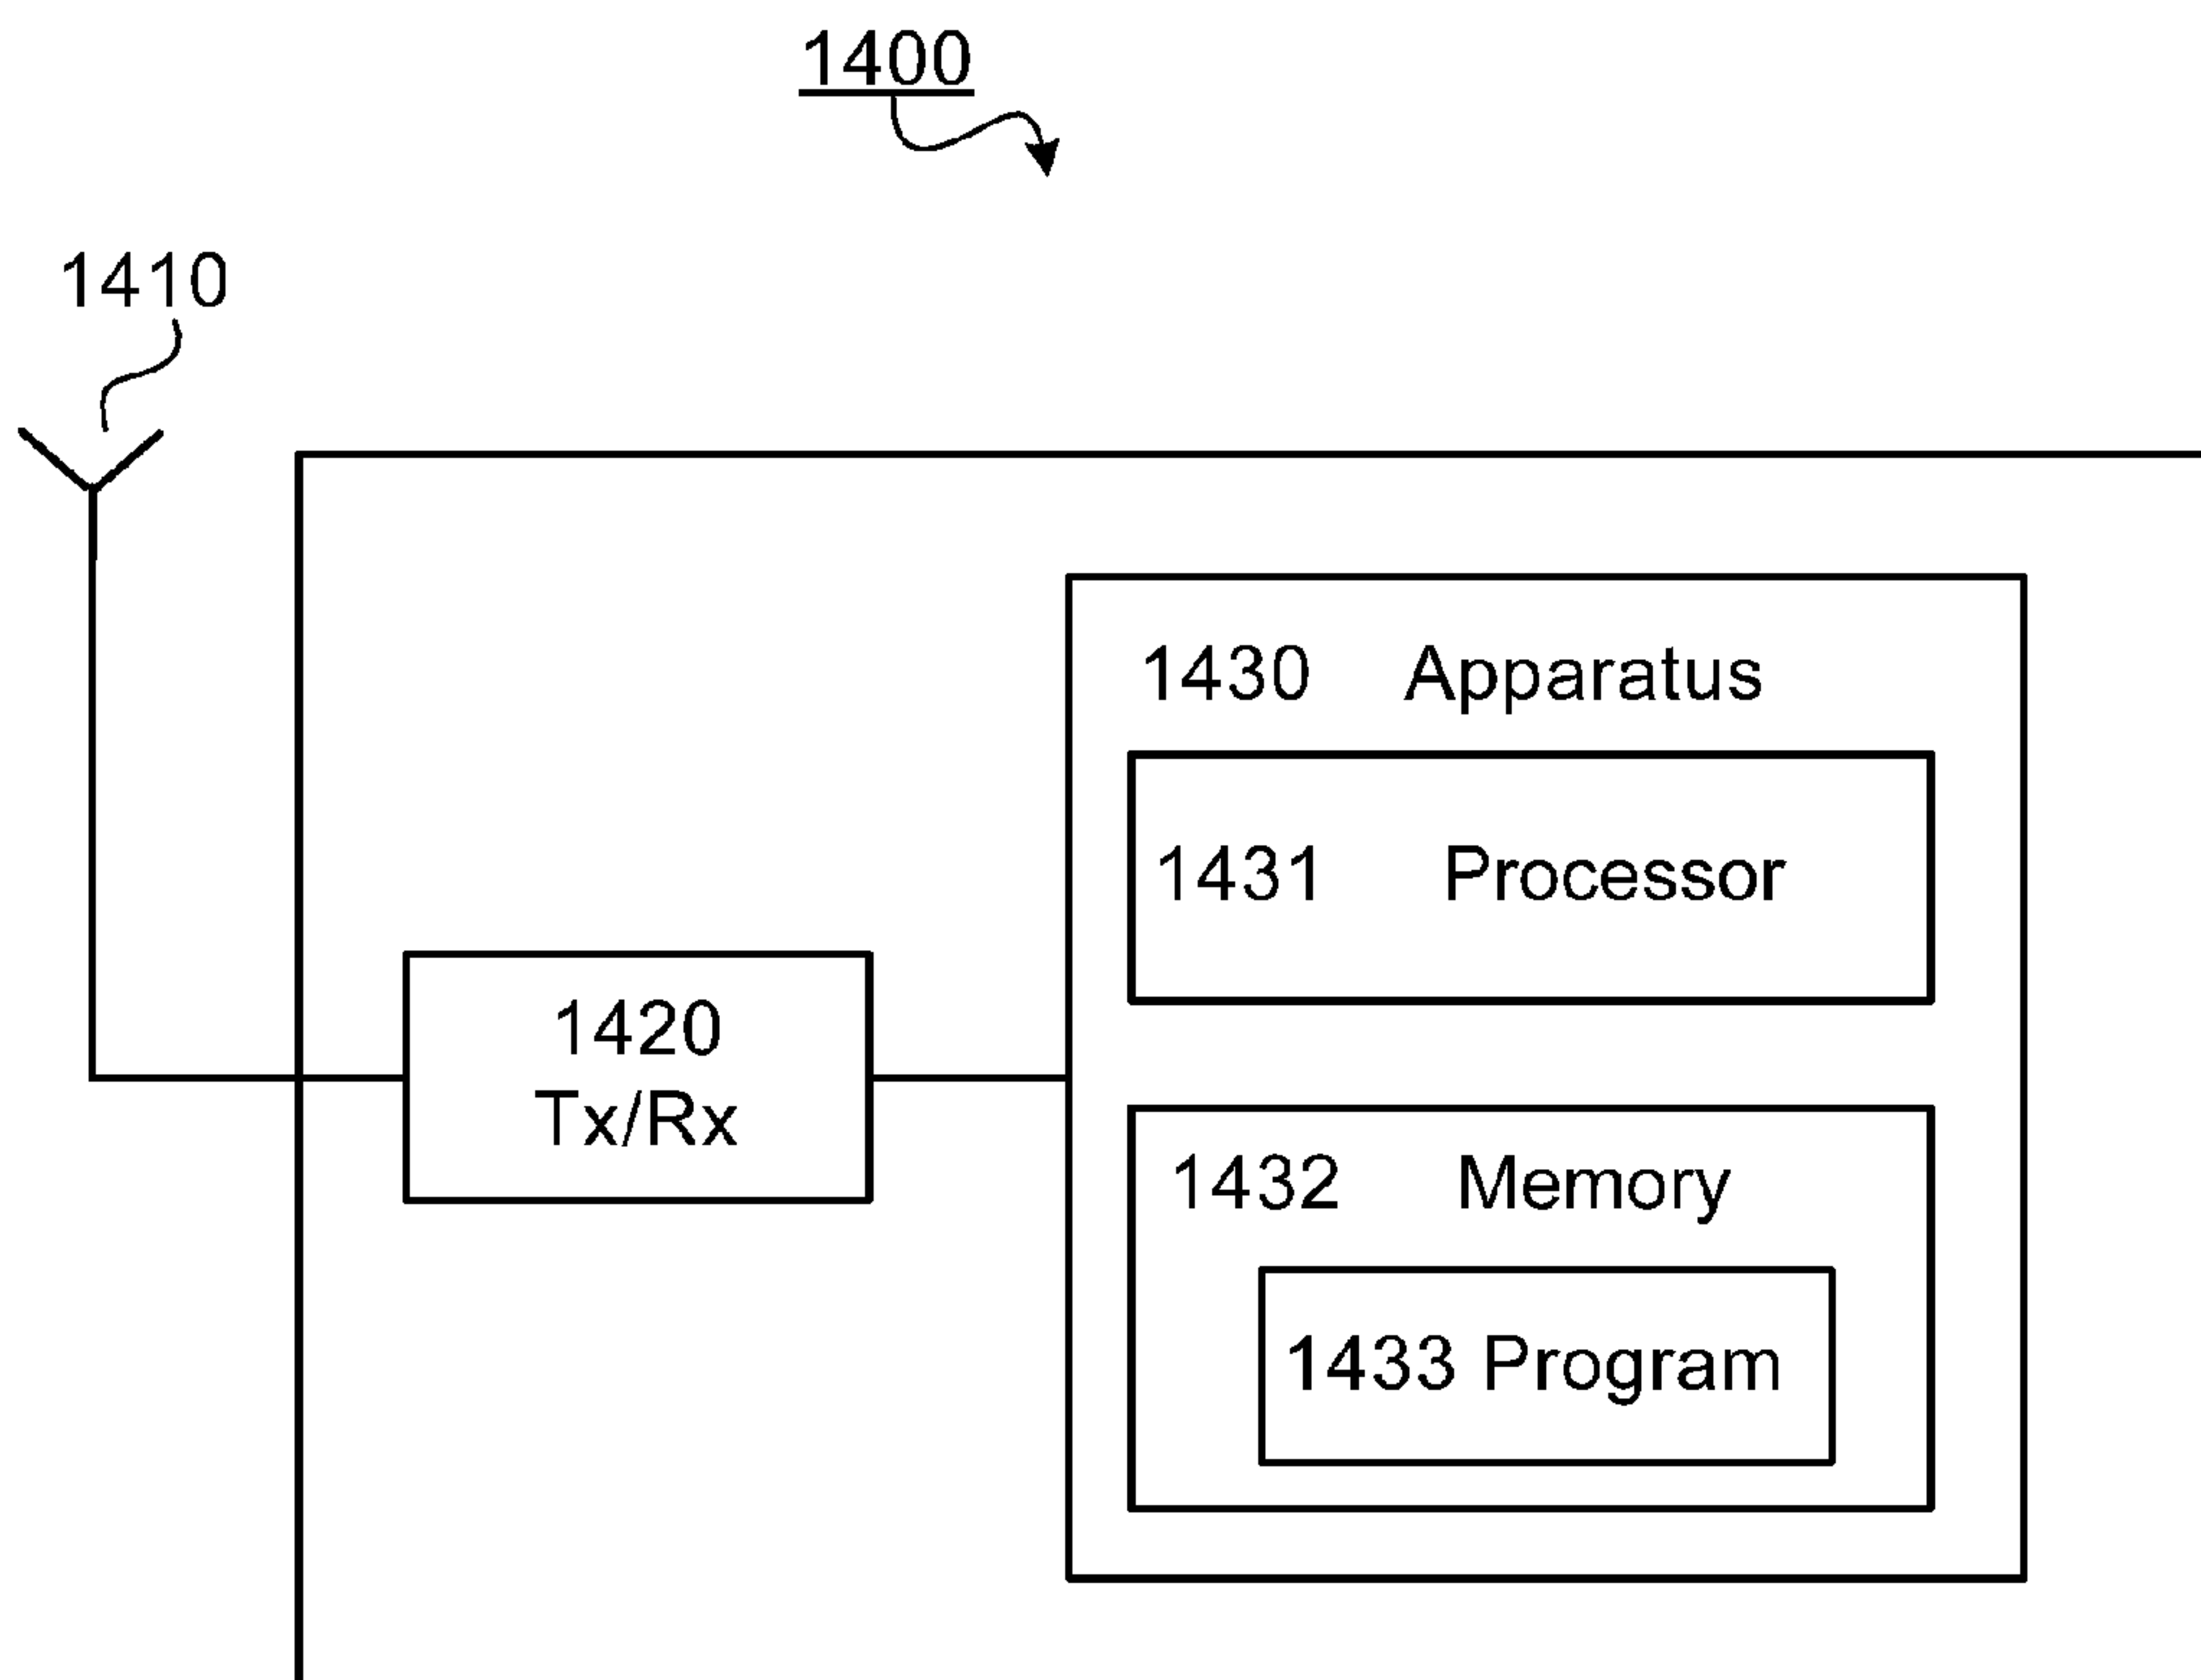 1400
1410
1430 Apparatus
1431 Processor
1420
Tx/Rx
1432 Memory
1433 Program